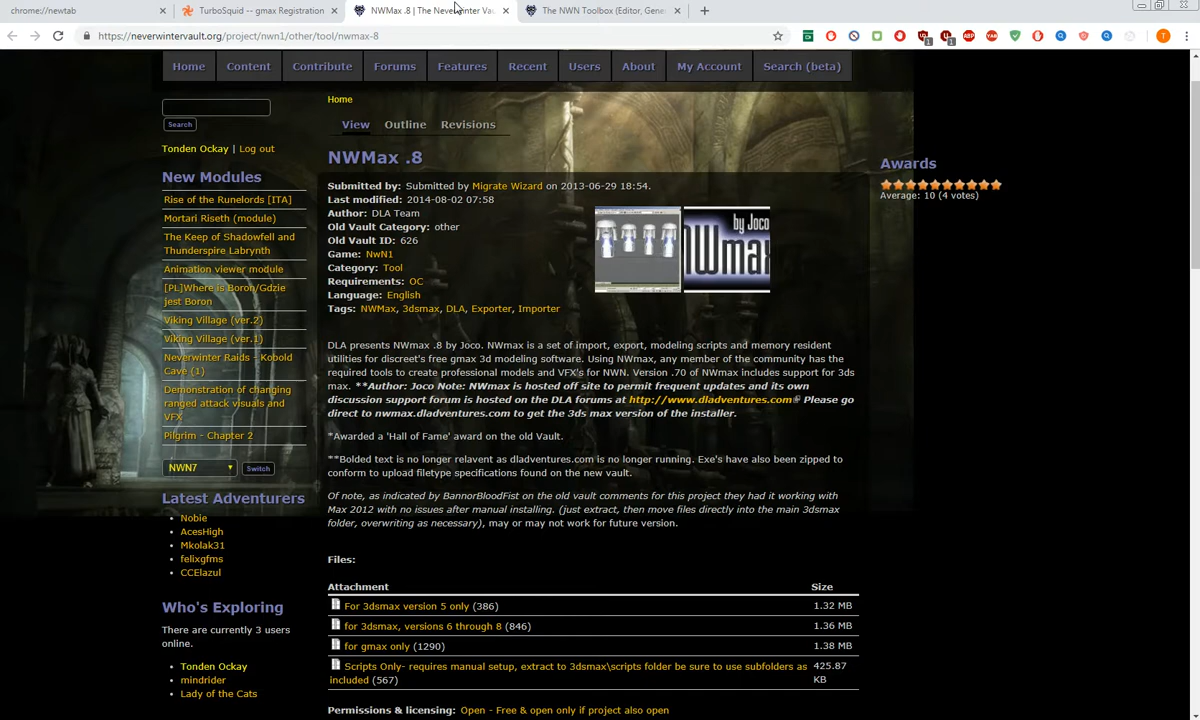 chrome://newtab
TurboSquid -- gmax Registration
NWMax .8 | The Neverwinter Vau
The NWN Toolbox (Editor, Gene
https://neverwintervault.org/project/nwn1/other/tool/nwmax-8
Home Content Contribute Forums Features Recent Users About My Account Search (beta)
Search
Tonden Ockay | Log out
New Modules
Rise of the Runelords [ITA]
Mortari Riseth (module)
The Keep of Shadowfell and
Thunderspire Labrynth
Animation viewer module
[PL]Where is Boron/Gdzie
jest Boron
Viking Village (ver.2)
Viking Village (ver.1)
Neverwinter Raids - Kobold
Cave (1)
Demonstration of changing
ranged attack visuals and
VFX
Pilgrim - Chapter 2
NWN7
Switch
Latest Adventurers
Nobie
AcesHigh
Mkolak31
felixgfms
CCElazul
Who's Exploring
There are currently 3 users
online.
Tonden Ockay
mindrider
Lady of the Cats
Home
View Outline Revisions
NWMax .8
Submitted by: Submitted by Migrate Wizard on 2013-06-29 18:54.
Last modified: 2014-08-02 07:58
Author: DLA Team
Old Vault Category: other
Old Vault ID: 626
Game: NwN1
Category: Tool
Requirements: OC
Language: English
Tags: NWMax, 3dsmax, DLA, Exporter, Importer
by Joco
NWmax
DLA presents NWmax .8 by Joco. NWmax is a set of import, export, modeling scripts and memory resident
utilities for discreet's free gmax 3d modeling software. Using NWmax, any member of the community has the
required tools to create professional models and VFX's for NWN. Version .70 of NWmax includes support for 3ds
max. **Author: Joco Note: NWmax is hosted off site to permit frequent updates and its own
discussion support forum is hosted on the DLA forums at http://www.dladventures.com Please go
direct to nwmax.dladventures.com to get the 3ds max version of the installer.
*Awarded a 'Hall of Fame' award on the old Vault.
**Bolded text is no longer relavent as dladventures.com is no longer running. Exe's have also been zipped to
conform to upload filetype specifications found on the new vault.
Of note, as indicated by BannorBloodFist on the old vault comments for this project they had it working with
Max 2012 with no issues after manual installing. (just extract, then move files directly into the main 3dsmax
folder, overwriting as necessary), may or may not work for future version.
Files:
Attachment Size
For 3dsmax version 5 only (386) 1.32 MB
for 3dsmax, versions 6 through 8 (846) 1.36 MB
for gmax only (1290) 1.38 MB
Scripts Only- requires manual setup, extract to 3dsmax\scripts folder be sure to use subfolders as 425.87
included (567) KB
Permissions & licensing: Open - Free & open only if project also open
Awards
Average: 10 (4 votes)